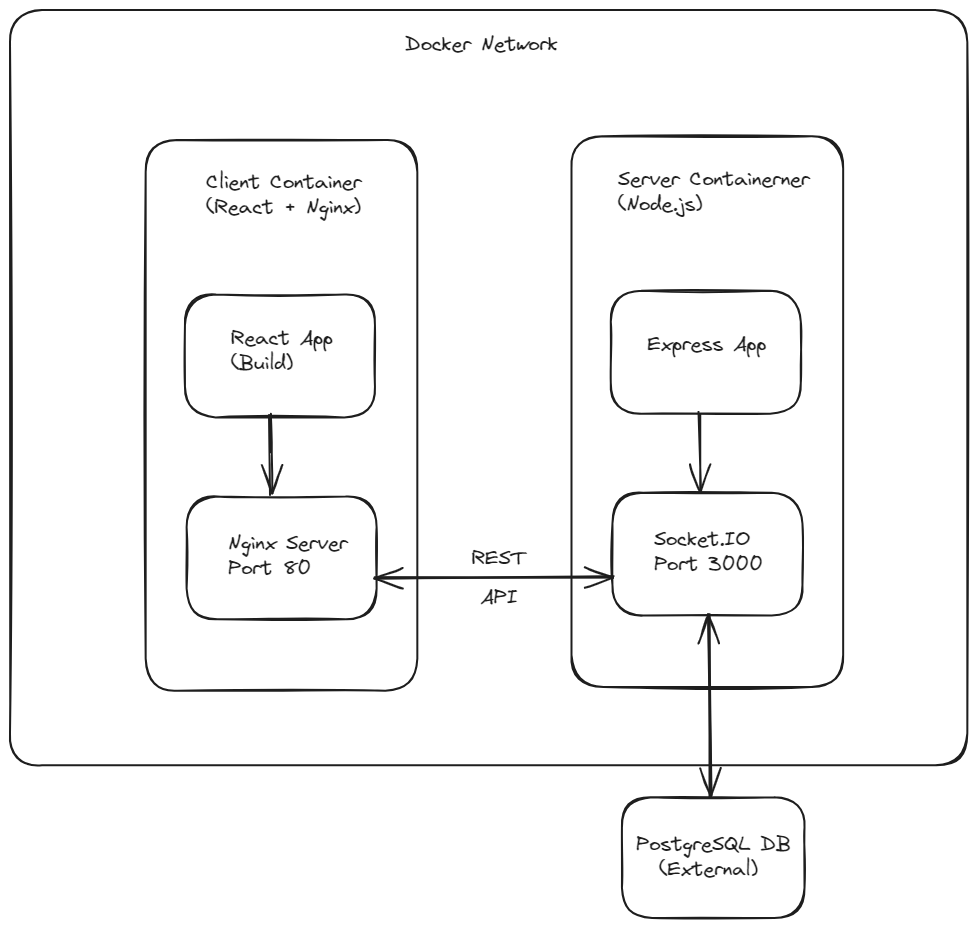 Docker Network
Client Container
(React + Nginx)
Server Containerner
(Node.js)
React App
(Build)
Express App
Nginx Server
Port 80
REST
API
Socket.IO
Port 3000
PostgreSQL DB
(External)